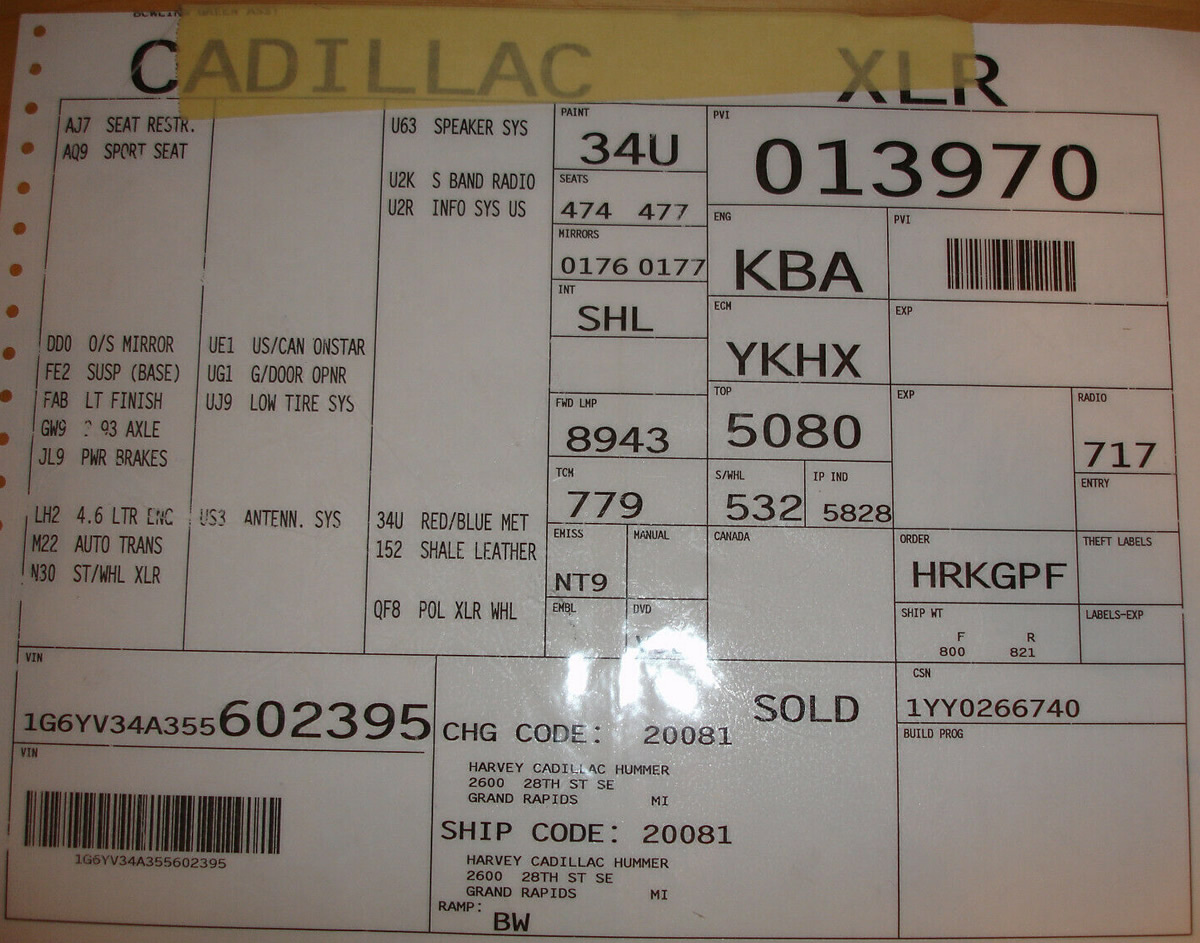 BOWLING GREEN ASSY
CADILLAC XLR
AJ7 SEAT RESTR.
AQ9 SPORT SEAT
DD0 O/S MIRROR
FE2 SUSP (BASE)
FAB LT FINISH
GW9 93 AXLE
JL9 PWR BRAKES
LH2 4.6 LTR ENG
M22 AUTO TRANS
N30 ST/WHL XLR
UE1 US/CAN ONSTAR
UG1 G/DOOR OPNR
UJ9 LOW TIRE SYS
US3 ANTENN. SYS
U63 SPEAKER SYS
U2K S BAND RADIO
U2R INFO SYS US
34U RED/BLUE MET
152 SHALE LEATHER
QF8 POL XLR WHL
PAINT
34U
SEATS
474 477
MIRRORS
0176 0177
INT
SHL
FWD LMP
8943
TCM
779
EMISS
NT9
MANUAL
EMBL
DVD
PVI
013970
ENG
KBA
PVI
ECM
YKHX
EXP
TOP
5080
EXP
RADIO
717
S/WHL
532
IP IND
5828
ENTRY
CANADA
ORDER
HRKGPF
THEFT LABELS
SHIP WT
F R
800 821
LABELS-EXP
VIN
1G6YV34A355602395
VIN
1G6YV34A355602395
SOLD
CHG CODE: 20081
HARVEY CADILLAC HUMMER
2600 28TH ST SE
GRAND RAPIDS MI
SHIP CODE: 20081
HARVEY CADILLAC HUMMER
2600 28TH ST SE
GRAND RAPIDS MI
RAMP:
BW
CSN
1YY0266740
BUILD PROG